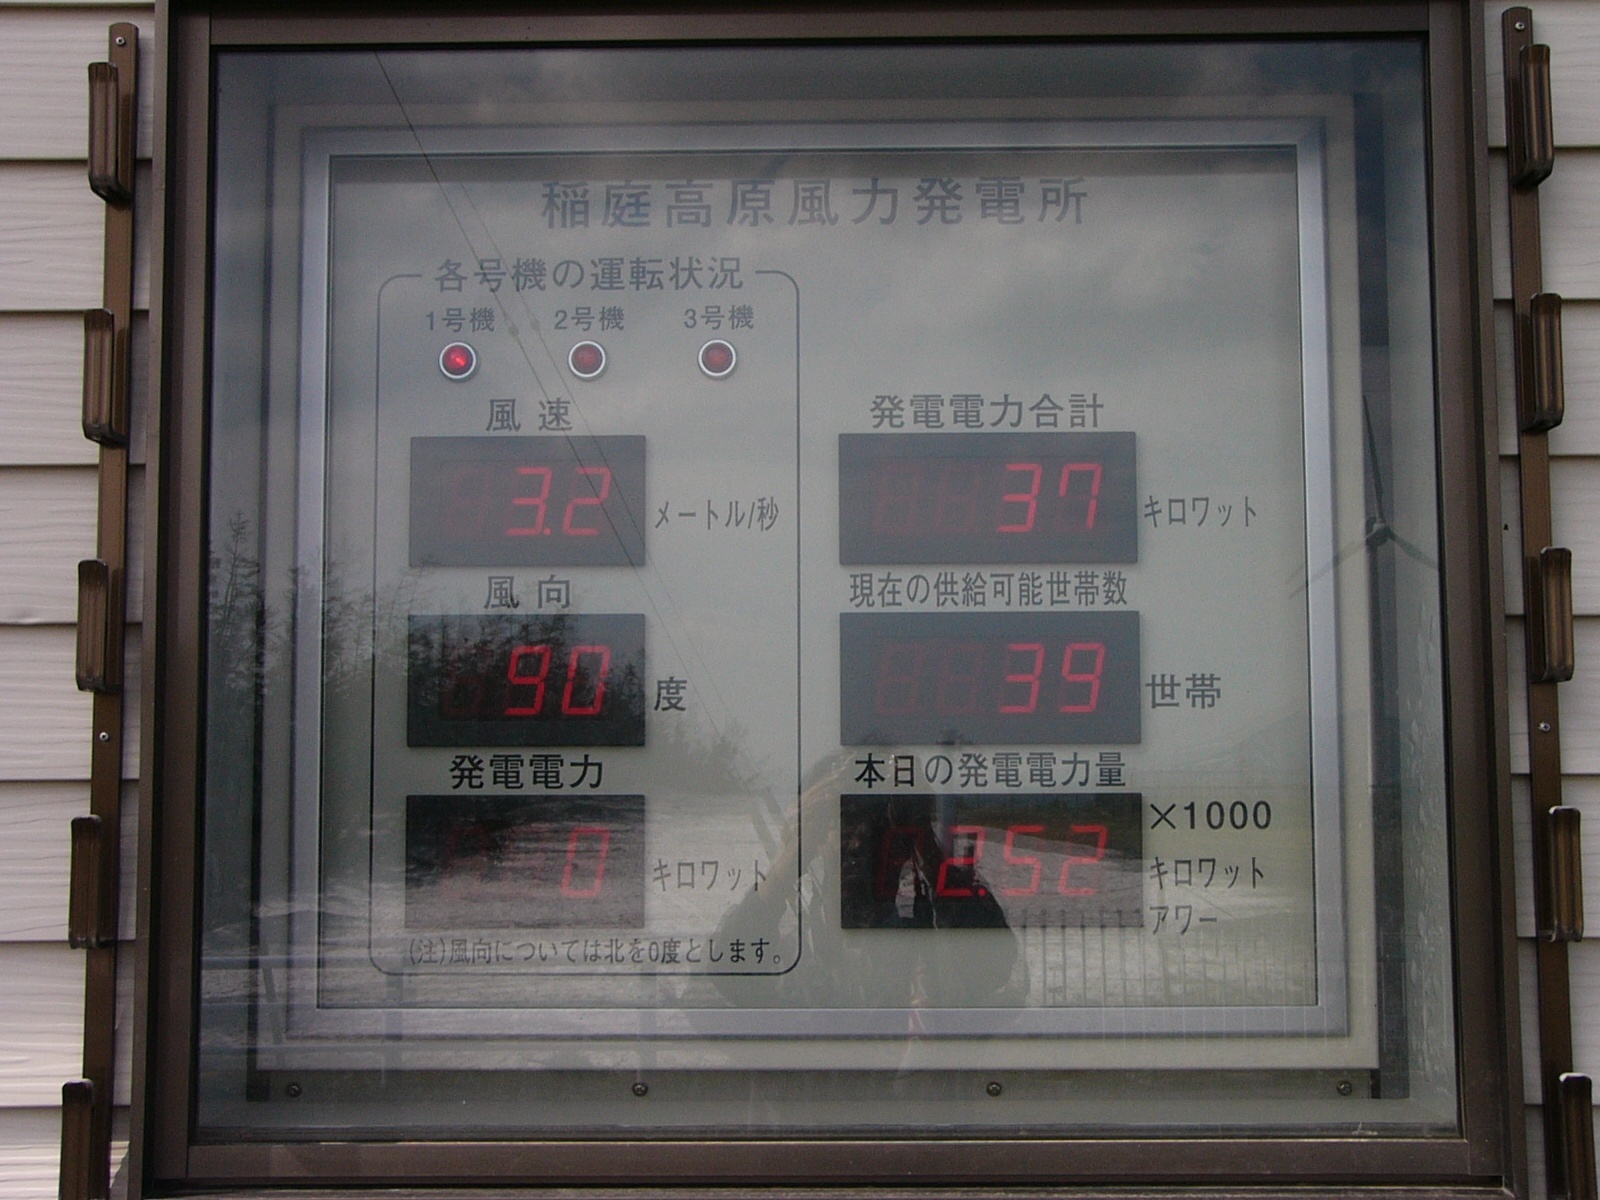 稲庭高原風力発電所
各号機の運転状況
1号機 2号機 3号機
風速
3.2 メートル/秒
風向
90 度
発電電力
0 キロワット
(注)風向については北を0度とします。
発電電力合計
37 キロワット
現在の供給可能世帯数
39 世帯
本日の発電電力量
×1000
2.52 キロワット
アワー